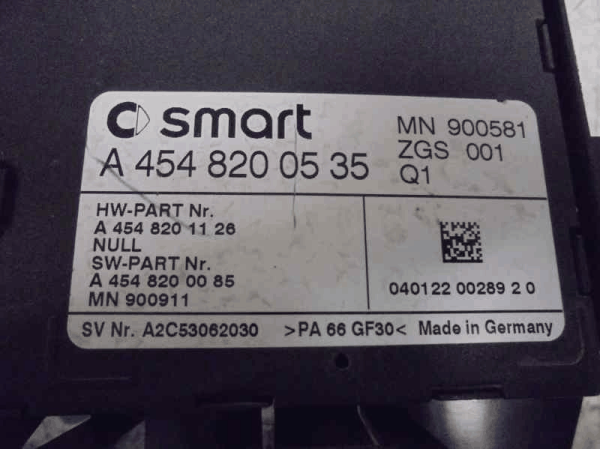 smart
A 454 820 05 35
MN 900581
ZGS 001
Q1
HW-PART Nr.
A 454 820 11 26
NULL
SW-PART Nr.
A 454 820 00 85
MN 900911
040122 00289 2 0
SV Nr. A2C53062030 >PA 66 GF30< Made in Germany